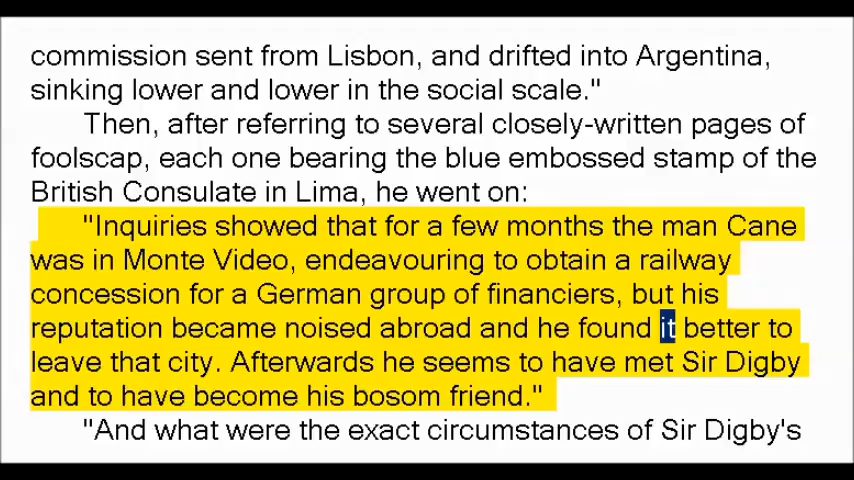 commission sent from Lisbon, and drifted into Argentina,
sinking lower and lower in the social scale."
Then, after referring to several closely-written pages of
foolscap, each one bearing the blue embossed stamp of the
British Consulate in Lima, he went on:
"Inquiries showed that for a few months the man Cane
was in Monte Video, endeavouring to obtain a railway
concession for a German group of financiers, but his
reputation became noised abroad and he found it better to
leave that city. Afterwards he seems to have met Sir Digby
and to have become his bosom friend."
"And what were the exact circumstances of Sir Digby's